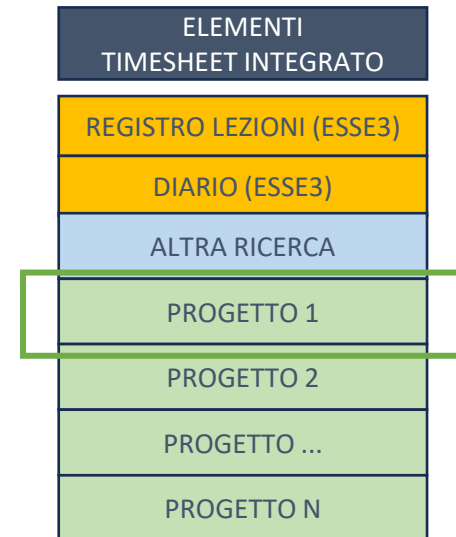 ELEMENTI
TIMESHEET INTEGRATO
REGISTRO LEZIONI (ESSE3)
DIARIO (ESSE3)
ALTRA RICERCA
PROGETTO 1
PROGETTO 2
PROGETTO ...
PROGETTO N